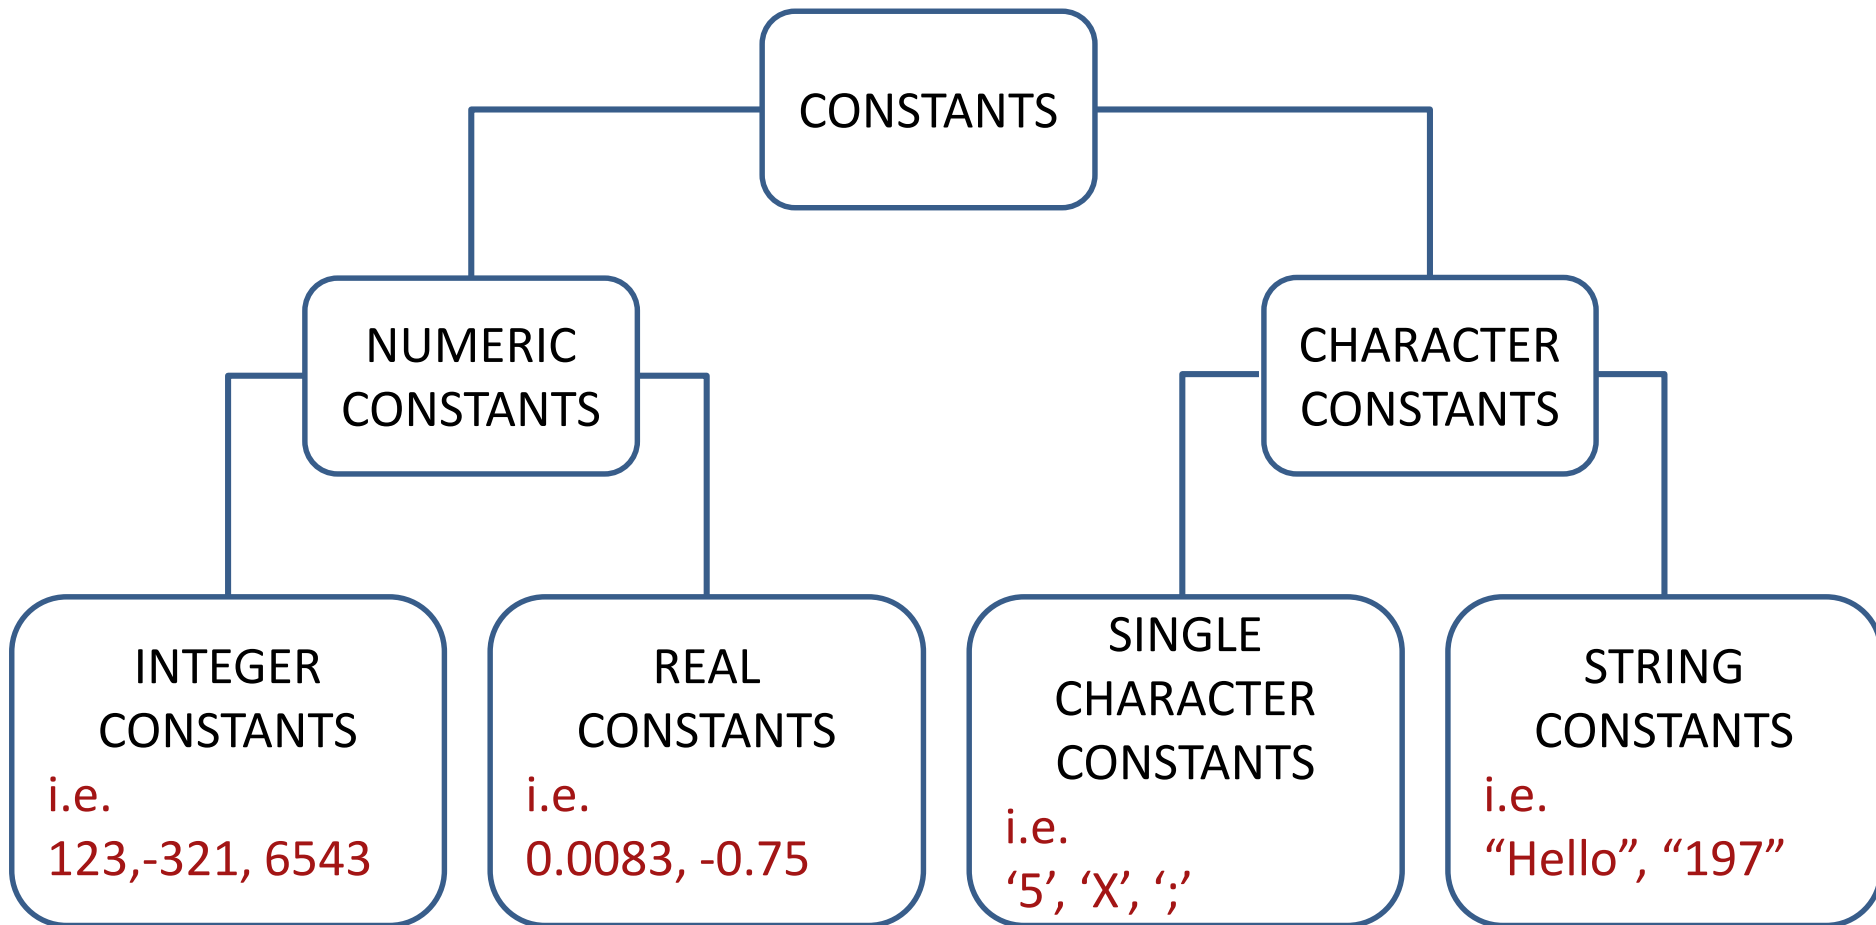 CONSTANTS
NUMERIC
CONSTANTS
CHARACTER
CONSTANTS
INTEGER
CONSTANTS
i.e.
123,-321, 6543
REAL
CONSTANTS
i.e.
0.0083, -0.75
SINGLE
CHARACTER
CONSTANTS
i.e.
‘5’, ‘X’, ‘;’
STRING
CONSTANTS
i.e.
“Hello”, “197”